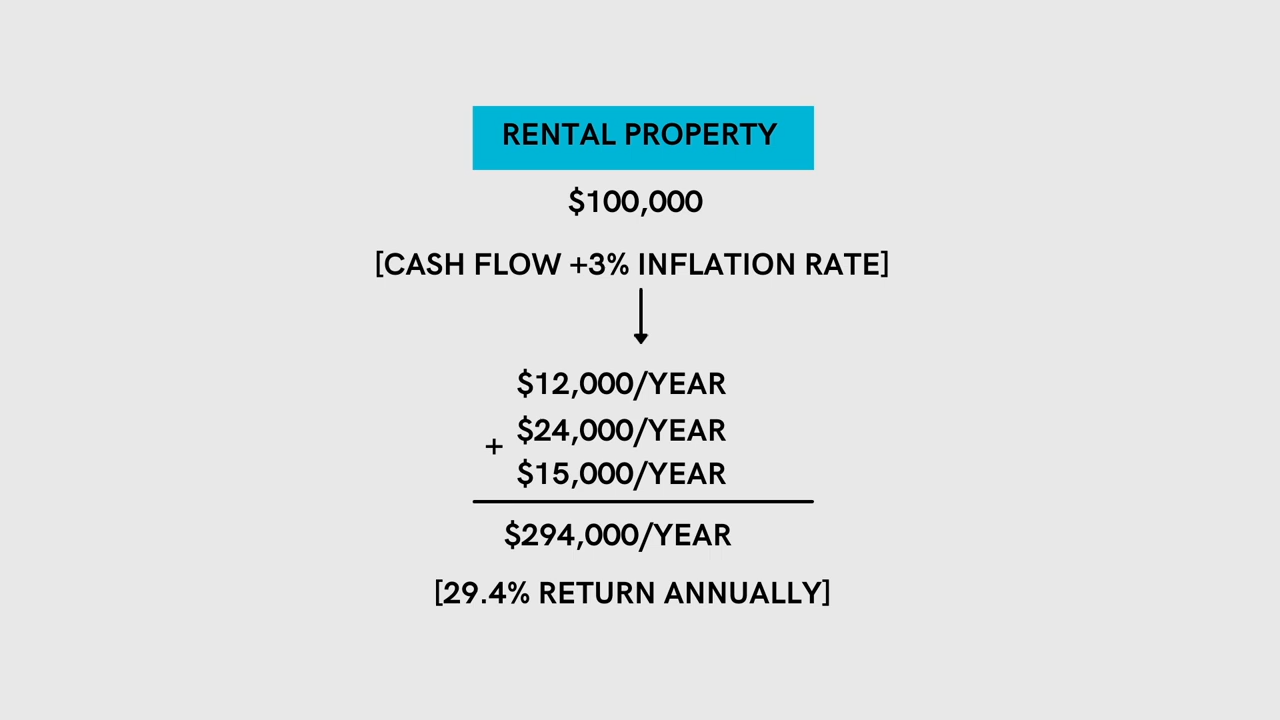 RENTAL PROPERTY
$100,000
[CASH FLOW +3% INFLATION RATE]
$12,000/YEAR
+ $24,000/YEAR
$15,000/YEAR
$294,000/YEAR
[29.4% RETURN ANNUALLY]